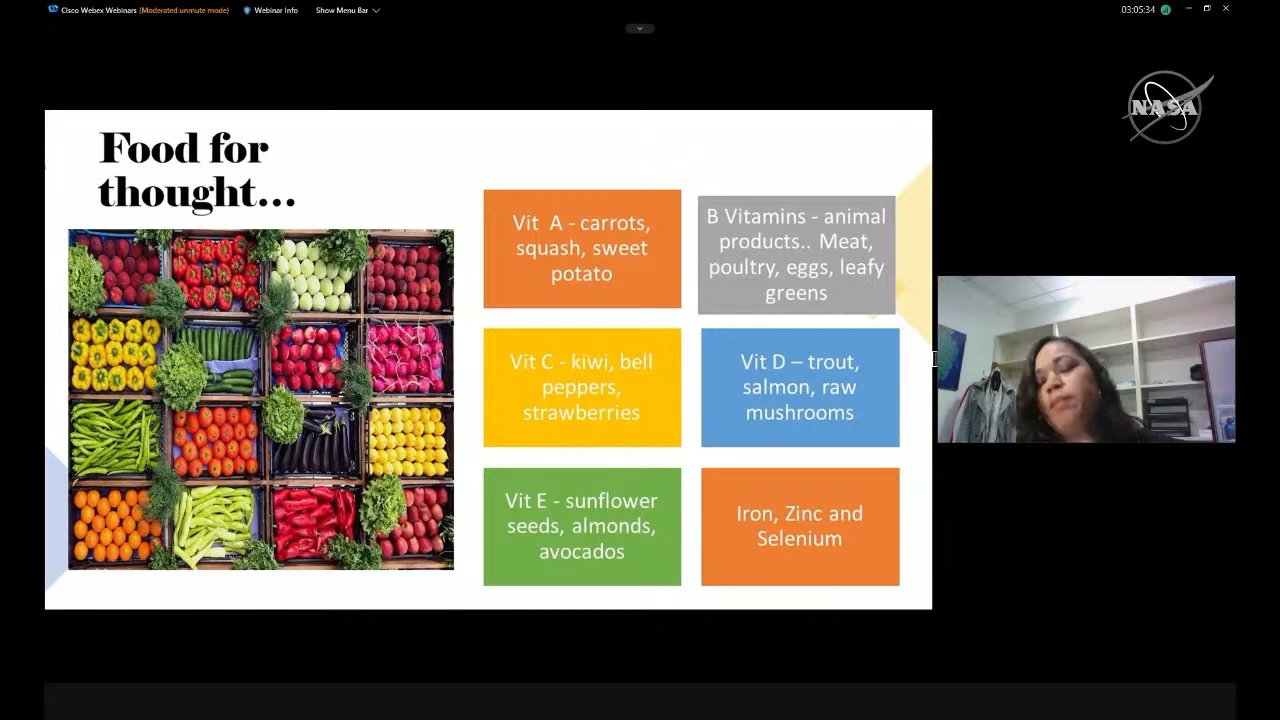 Cisco Webex Webinars (Moderated unmute mode)
Webinar Info
Show Menu Bar
03:05:34
NASA
Food for
thought...
Vit A - carrots,
squash, sweet
potato
B Vitamins - animal
products.. Meat,
poultry, eggs, leafy
greens
Vit C - kiwi, bell
peppers,
strawberries
Vit D – trout,
salmon, raw
mushrooms
Vit E - sunflower
seeds, almonds,
avocados
Iron, Zinc and
Selenium